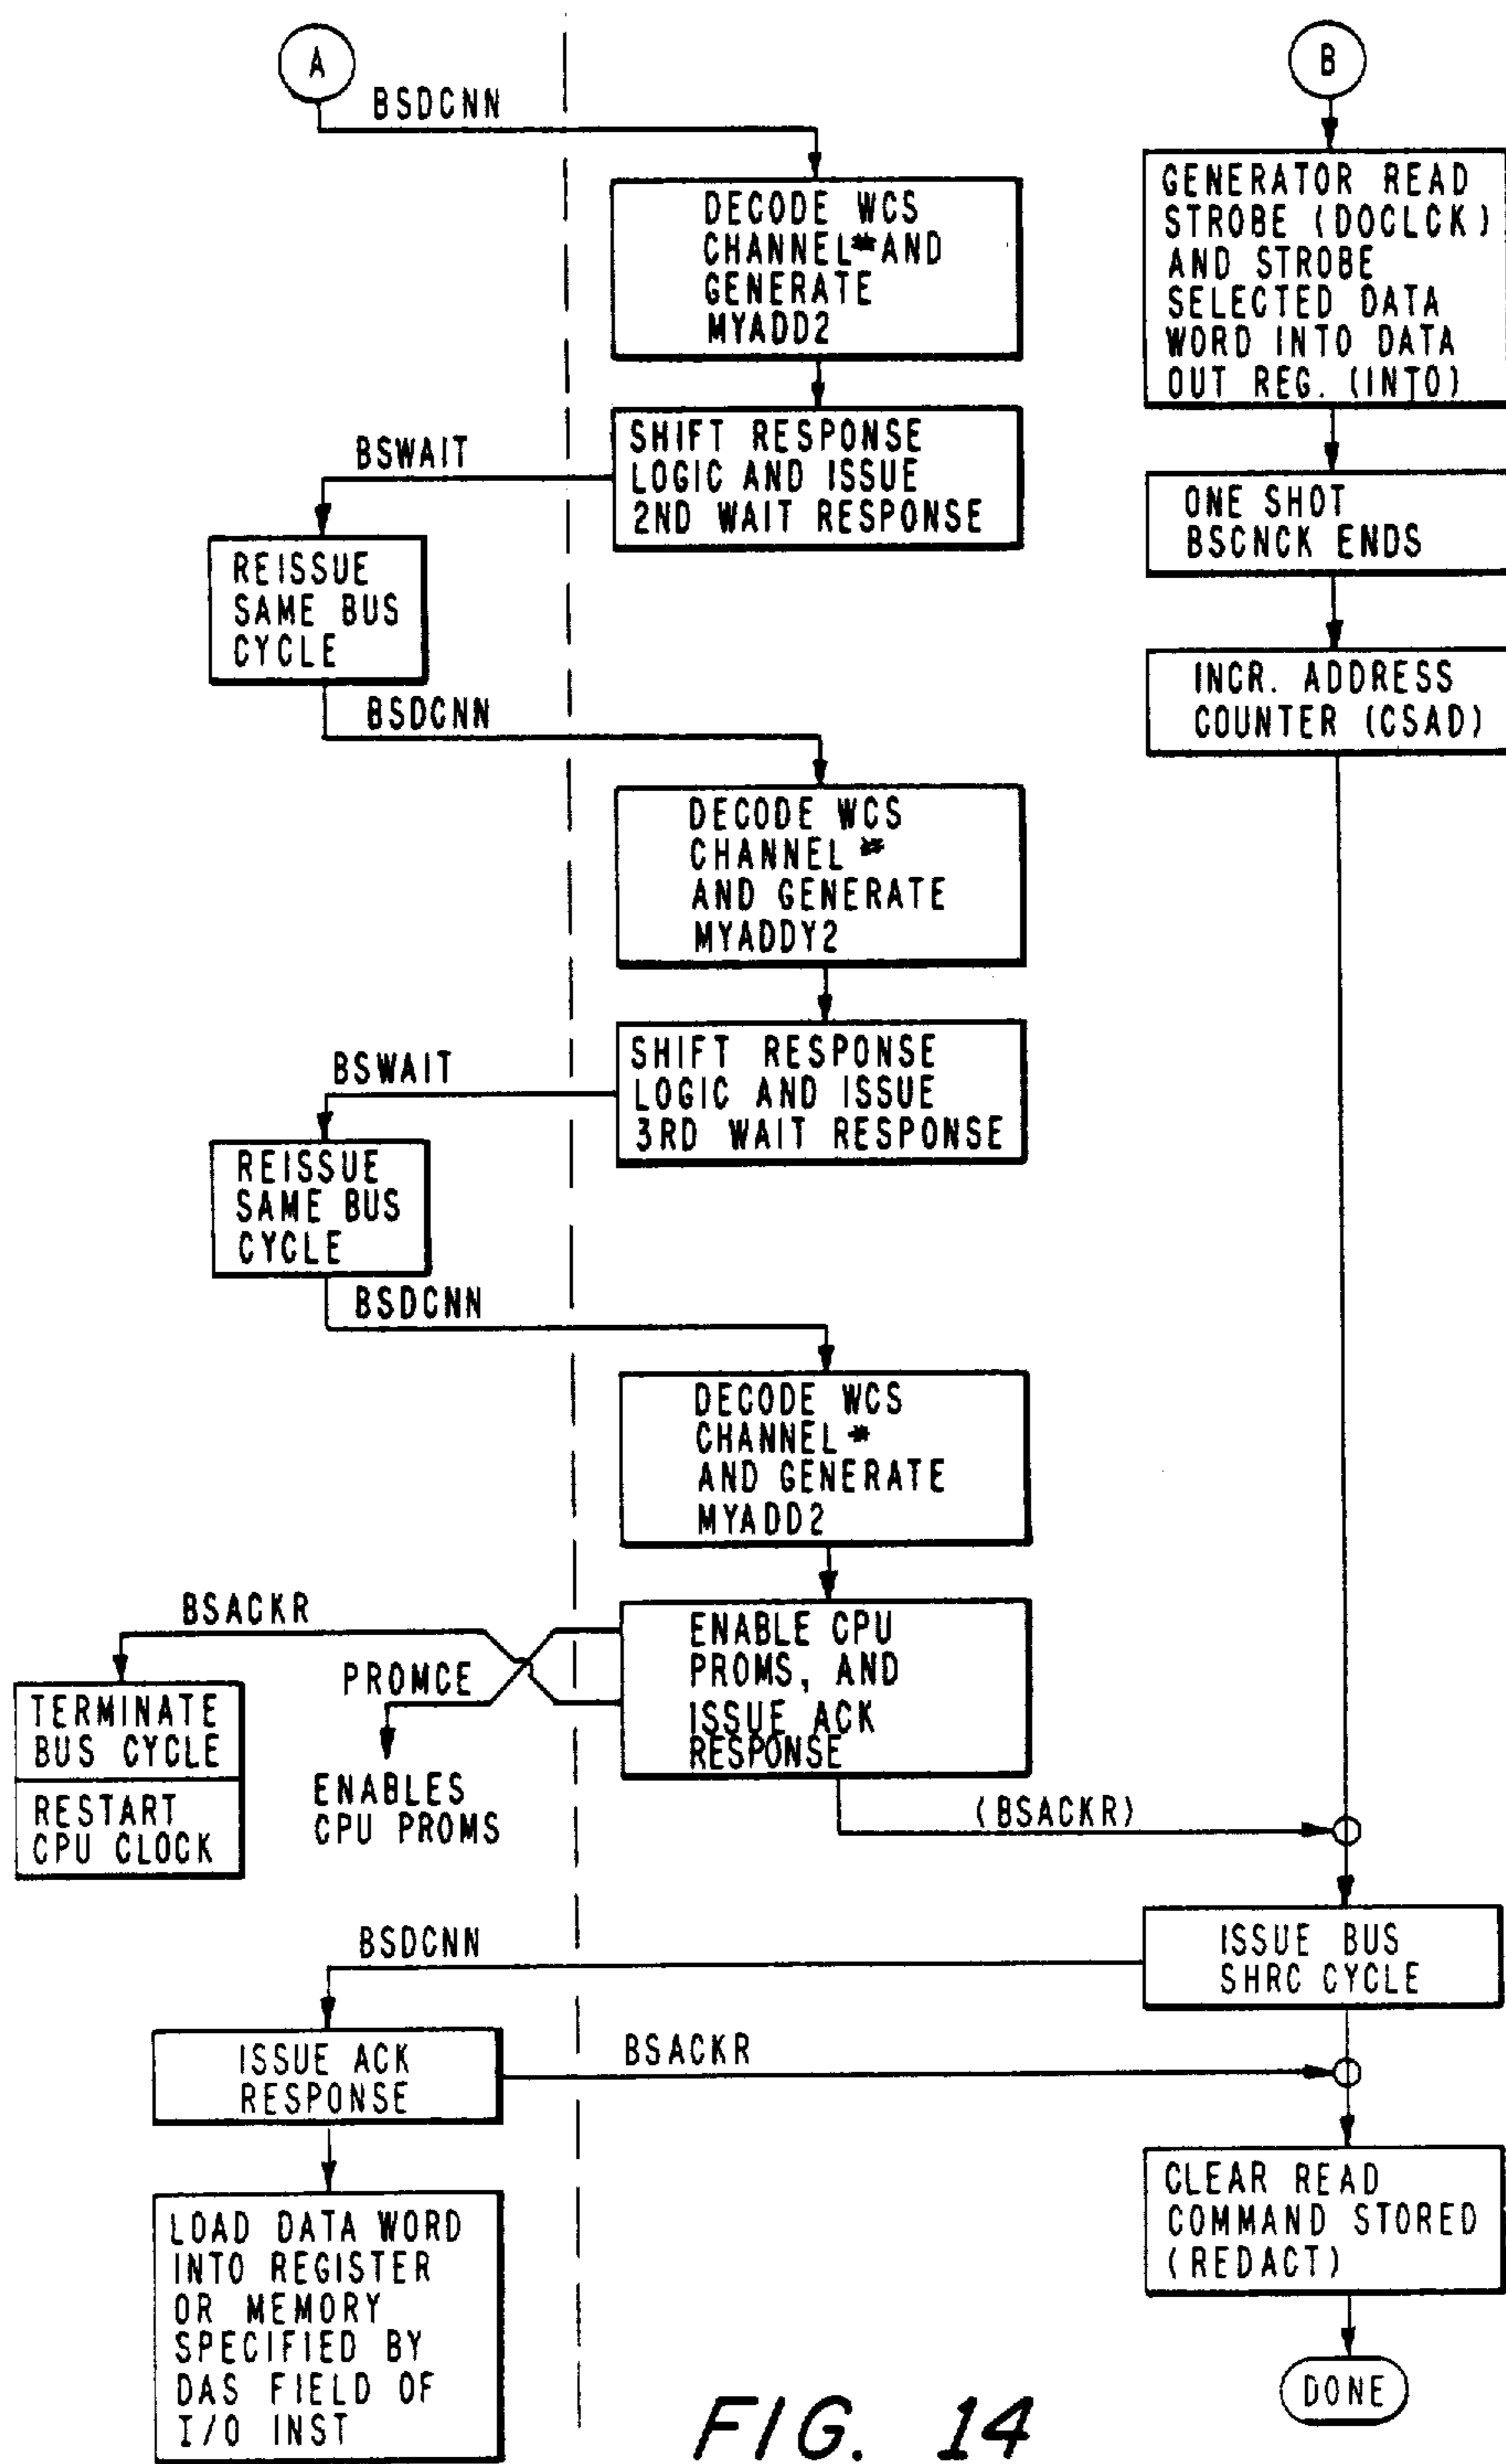 A
BSDCNN
DECODE WCS
CHANNEL # AND
GENERATE
MYADD2
SHIFT RESPONSE
LOGIC AND ISSUE
2ND WAIT RESPONSE
BSWAIT
REISSUE
SAME BUS
CYCLE
BSDCNN
DECODE WCS
CHANNEL #
AND GENERATE
MYADDY2
SHIFT RESPONSE
LOGIC AND ISSUE
3RD WAIT RESPONSE
BSWAIT
REISSUE
SAME BUS
CYCLE
BSDCNN
DECODE WCS
CHANNEL #
AND GENERATE
MYADD2
ENABLE CPU
PROMS, AND
ISSUE ACK
RESPONSE
BSACKR
PROMCE
TERMINATE
BUS CYCLE
RESTART
CPU CLOCK
ENABLES
CPU PROMS
(BSACKR)
B
GENERATOR READ
STROBE (DOCLCK)
AND STROBE
SELECTED DATA
WORD INTO DATA
OUT REG. (INTO)
ONE SHOT
BSCNCK ENDS
INCR. ADDRESS
COUNTER (CSAD)
ISSUE BUS
SHRC CYCLE
BSDCNN
ISSUE ACK
RESPONSE
BSACKR
LOAD DATA WORD
INTO REGISTER
OR MEMORY
SPECIFIED BY
DAS FIELD OF
I/O INST
CLEAR READ
COMMAND STORED
(REDACT)
DONE
FIG. 14